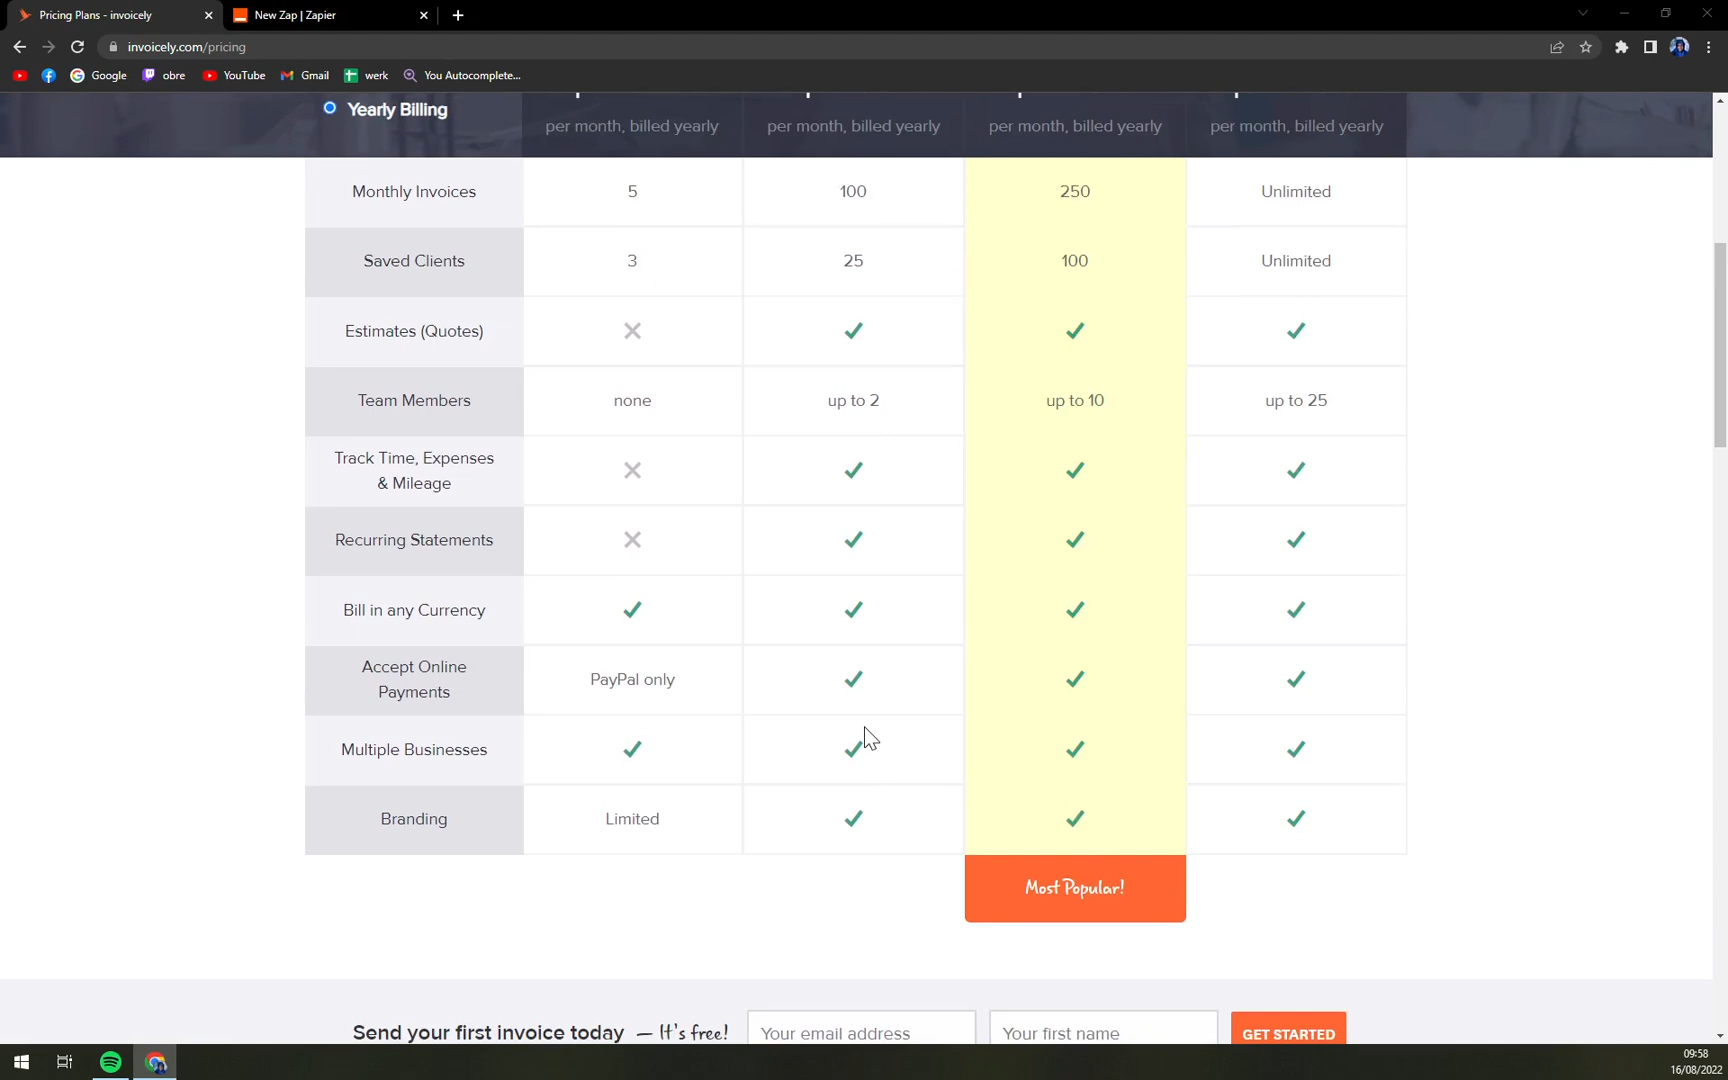 Pricing Plans - invoicely
New Zap | Zapier
invoicely.com/pricing
Google
obre
YouTube
Gmail
werk
You Autocomplete...
Yearly Billing
per month, billed yearly
per month, billed yearly
per month, billed yearly
per month, billed yearly
Monthly Invoices
5
100
250
Unlimited
Saved Clients
3
25
100
Unlimited
Estimates (Quotes)
Team Members
none
up to 2
up to 10
up to 25
Track Time, Expenses
& Mileage
Recurring Statements
Bill in any Currency
Accept Online
Payments
PayPal only
Multiple Businesses
Branding
Limited
Most Popular!
Send your first invoice today — It's free!
Your email address
Your first name
GET STARTED
09:58
16/08/2022